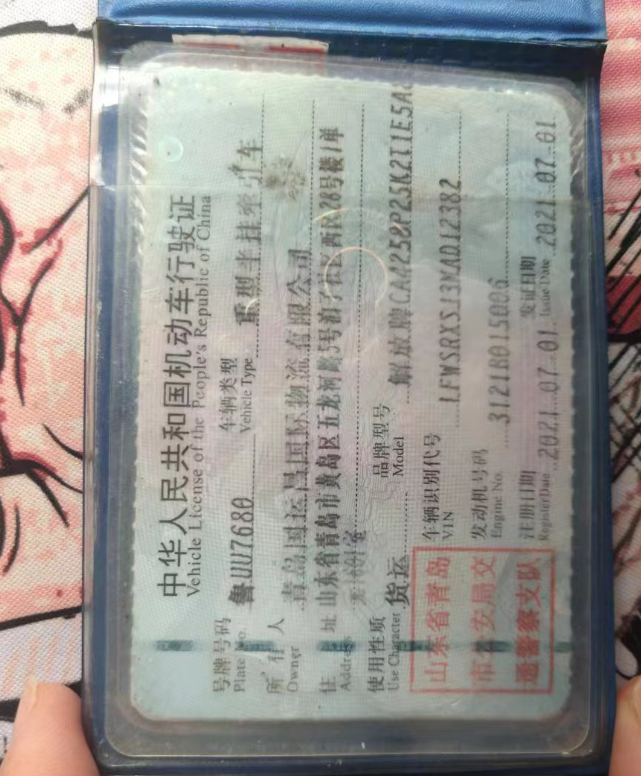 中华人民共和国机动车行驶证
Vehicle License of the People's Republic of China
号牌号码 鲁UU7680 车辆类型 重型半挂牵引车
Plate No. Vehicle Type
所有人 青岛国运昌国际物流有限公司
Owner
住址 山东省青岛市黄岛区五龙河路5号 西区28号楼1单
Address
使用性质 货运 品牌型号 解放牌CA4258P25K2T1E5A
Use Character Model
车辆识别代号 LFWSRXSJ3MAD12382
VIN
发动机号码 3121B015006
Engine No.
注册日期 2021.07.01 发证日期 2021.07.01
Register Date Issue Date
山东省青岛
市公安局交
通警察支队